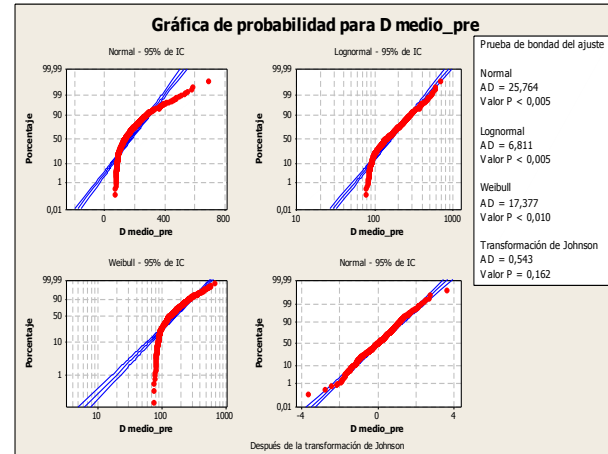 Gráfica de probabilidad para D medio_pre
Normal - 95% de IC
99,99
99
90
50
10
1
0,01
Porcentaje
0
400
800
D medio_pre
Lognormal - 95% de IC
99,99
99
90
50
10
1
0,01
Porcentaje
10
100
1000
D medio_pre
Weibull - 95% de IC
99,99
90
50
10
1
Porcentaje
10
100
1000
D medio_pre
Normal - 95% de IC
99,99
99
90
50
10
1
0,01
Porcentaje
-4
0
4
D medio_pre
Después de la transformación de Johnson
Prueba de bondad del ajuste
Normal
AD = 25,764
Valor P < 0,005
Lognormal
AD = 6,811
Valor P < 0,005
Weibull
AD = 17,377
Valor P < 0,010
Transformación de Johnson
AD = 0,543
Valor P = 0,162